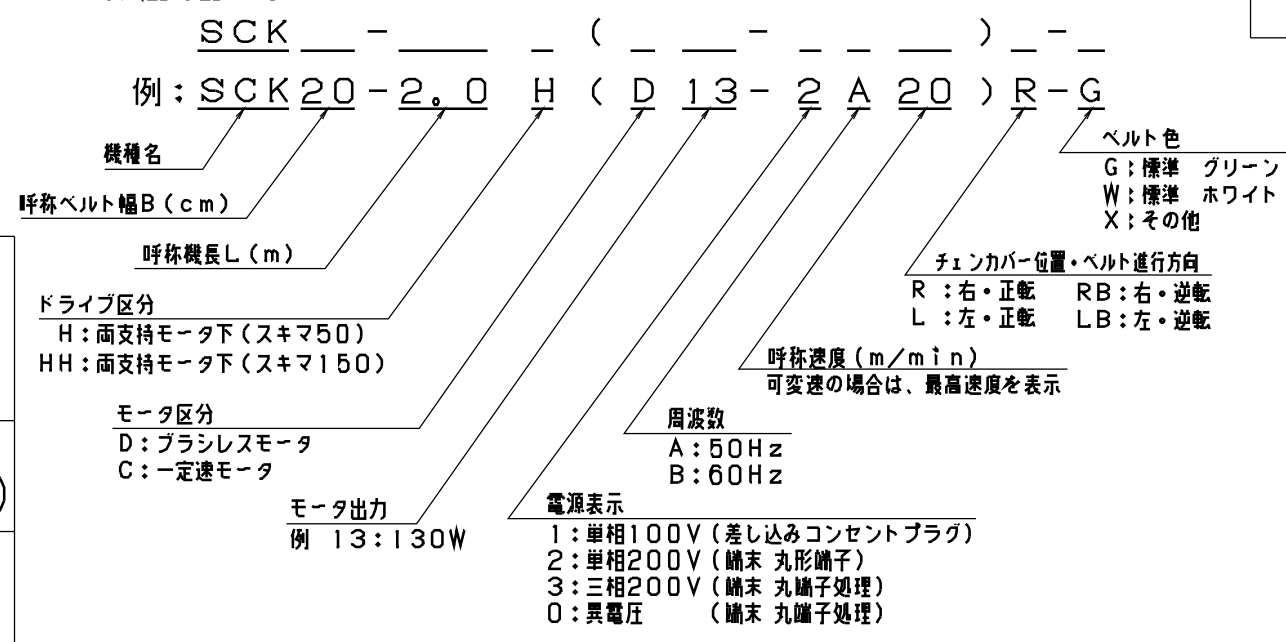 SCK - ( - ) -
例:SCK20-2.0 H(D 13-2 A 20)R-G
機種名
呼称ベルト幅B(cm)
呼称機長L(m)
ドライブ区分
H:両支持モータ下(スキマ50)
HH:両支持モータ下(スキマ150)
モータ区分
D:ブラシレスモータ
C:一定速モータ
モータ出力
例 13:130W
電源表示
1:単相100V(差し込みコンセントプラグ)
2:単相200V(端末 丸形端子)
3:三相200V(端末 丸端子処理)
0:異電圧 (端末 丸端子処理)
周波数
A:50Hz
B:60Hz
呼称速度(m/min)
可変速の場合は、最高速度を表示
チェンカバー位置・ベルト進行方向
R :右・正転 RB:右・逆転
L :左・正転 LB:左・逆転
ベルト色
G:標準 グリーン
W:標準 ホワイト
X:その他